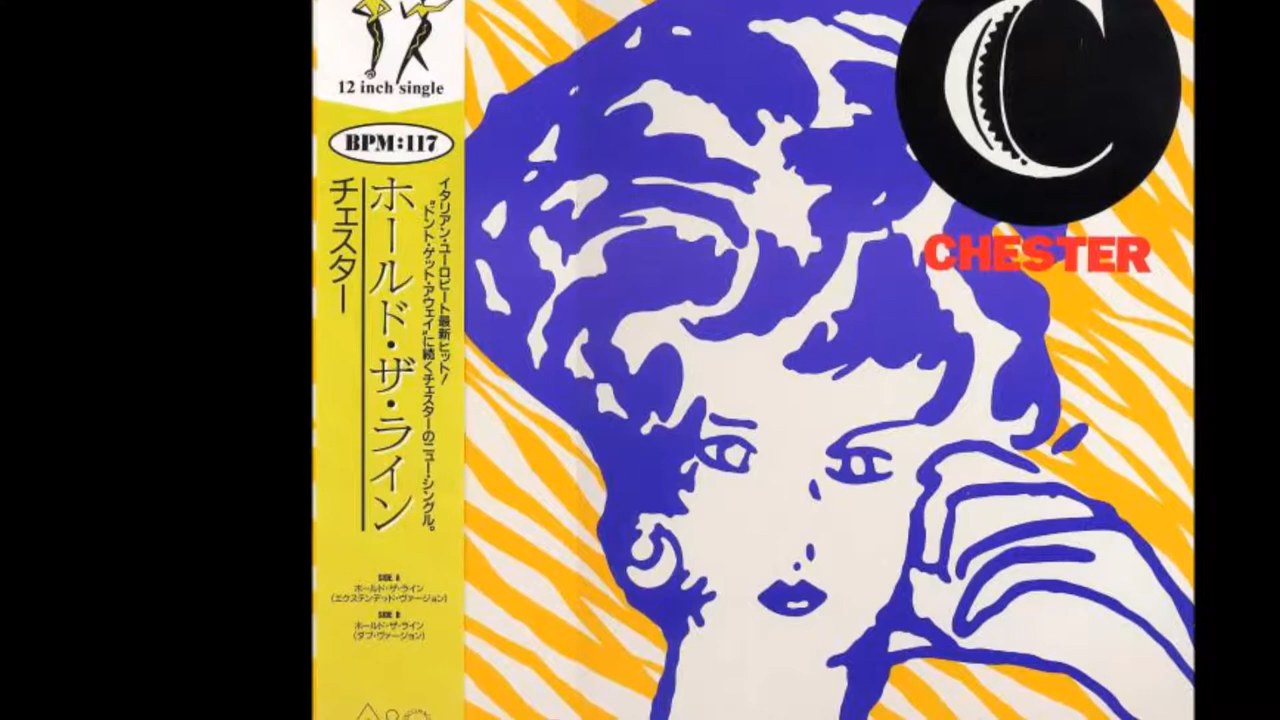 12 inch single
BPM:117
イタリアン・ユーロビート最新ヒット!
“ドント・ゲット・アウェイ”に続くチェスターのニュー・シングル。
ホールド・ザ・ライン
チェスター
SIDE A
ホールド・ザ・ライン
(エクステンデッド・ヴァージョン)
SIDE B
ホールド・ザ・ライン
(ダブ・ヴァージョン)
C
CHESTER